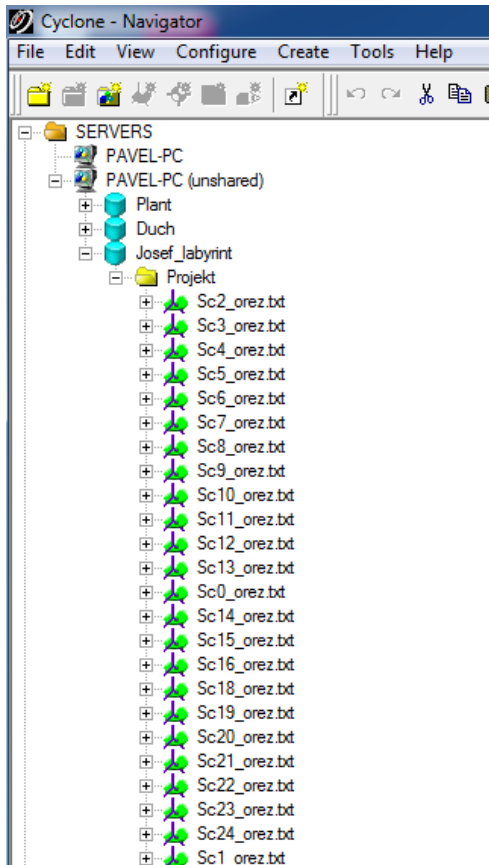 Cyclone - Navigator
File Edit View Configure Create Tools Help
SERVERS
PAVEL-PC
PAVEL-PC (unshared)
Plant
Duch
Josef_labyrint
Projekt
Sc2_orez.txt
Sc3_orez.txt
Sc4_orez.txt
Sc5_orez.txt
Sc6_orez.txt
Sc7_orez.txt
Sc8_orez.txt
Sc9_orez.txt
Sc10_orez.txt
Sc11_orez.txt
Sc12_orez.txt
Sc13_orez.txt
Sc0_orez.txt
Sc14_orez.txt
Sc15_orez.txt
Sc16_orez.txt
Sc18_orez.txt
Sc19_orez.txt
Sc20_orez.txt
Sc21_orez.txt
Sc22_orez.txt
Sc23_orez.txt
Sc24_orez.txt
Sc1_orez.txt